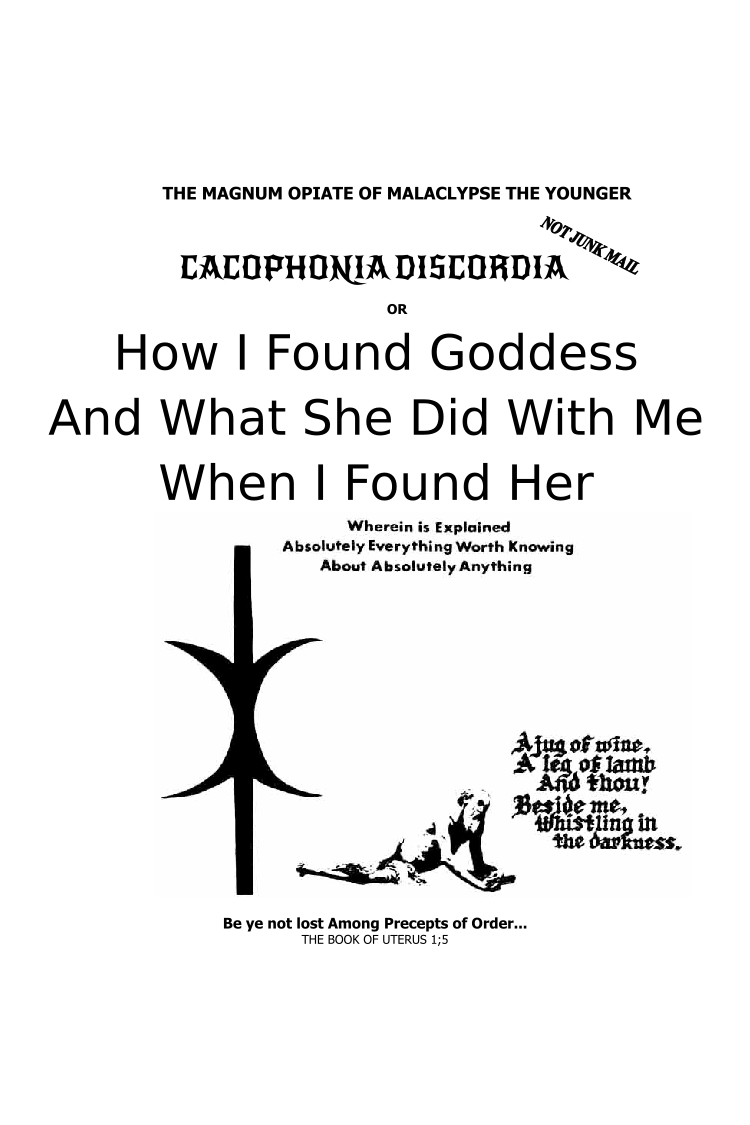 THE MAGNUM OPIATE OF MALACLYPSE THE YOUNGER
NOT JUNK MAIL
CACOPHONIA DISCORDIA
OR
How I Found Goddess
And What She Did With Me
When I Found Her
Wherein is Explained
Absolutely Everything Worth Knowing
About Absolutely Anything
A jug of wine,
A leg of lamb
And thou!
Beside me,
Whistling in
the darkness.
Be ye not lost Among Precepts of Order...
THE BOOK OF UTERUS 1;5